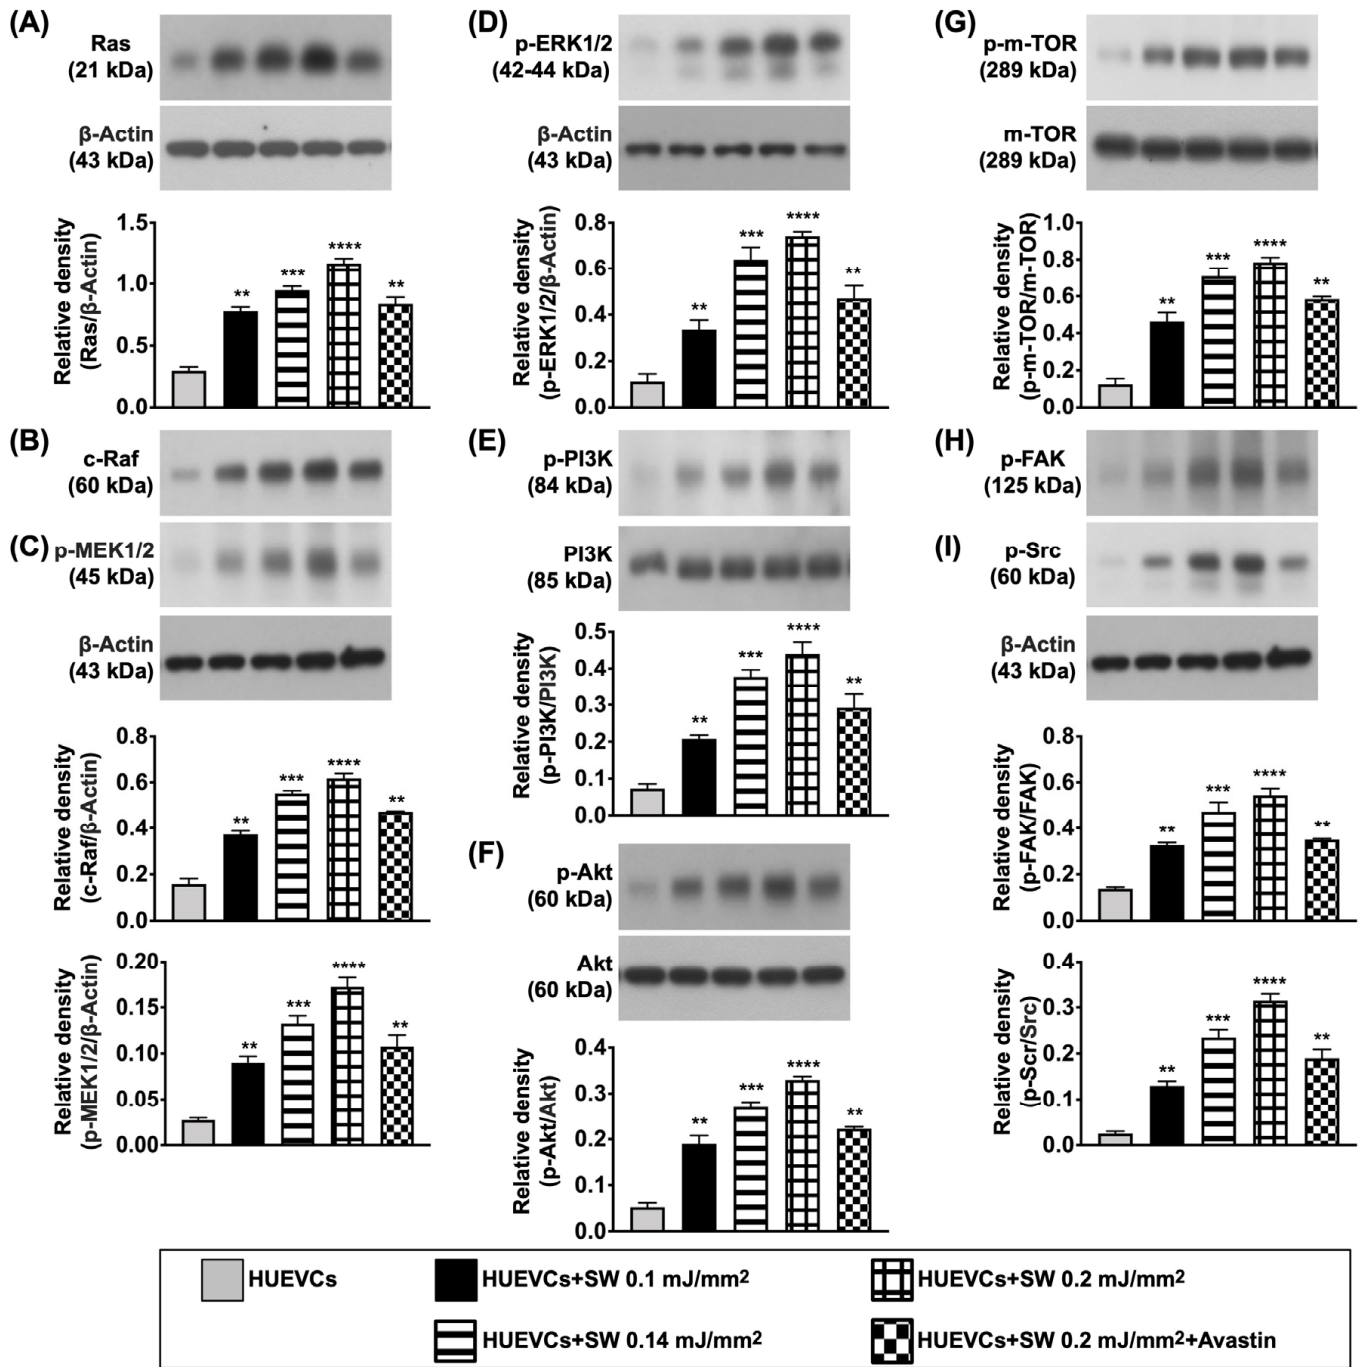 (A)
Ras
(21 kDa)
β-Actin
(43 kDa)
Relative density
(Ras/β-Actin)
1.5
1.0
0.5
0.0
**
***
****
**
(B)
c-Raf
(60 kDa)
(C)
p-MEK1/2
(45 kDa)
β-Actin
(43 kDa)
Relative density
(c-Raf/β-Actin)
0.8
0.6
0.4
0.2
0.0
**
***
****
**
Relative density
(p-MEK1/2/β-Actin)
0.20
0.15
0.10
0.05
0.00
**
***
****
**
(D)
p-ERK1/2
(42-44 kDa)
β-Actin
(43 kDa)
Relative density
(p-ERK1/2/β-Actin)
0.8
0.6
0.4
0.2
0.0
**
***
****
**
(E)
p-PI3K
(84 kDa)
PI3K
(85 kDa)
Relative density
(p-PI3K/PI3K)
0.5
0.4
0.3
0.2
0.1
0.0
**
***
****
**
(F)
p-Akt
(60 kDa)
Akt
(60 kDa)
Relative density
(p-Akt/Akt)
0.4
0.3
0.2
0.1
0.0
**
***
****
**
(G)
p-m-TOR
(289 kDa)
m-TOR
(289 kDa)
Relative density
(p-m-TOR/m-TOR)
1.0
0.8
0.6
0.4
0.2
0.0
**
***
****
**
(H)
p-FAK
(125 kDa)
(I)
p-Src
(60 kDa)
β-Actin
(43 kDa)
Relative density
(p-FAK/FAK)
0.8
0.6
0.4
0.2
0.0
**
***
****
**
Relative density
(p-Scr/Src)
0.4
0.3
0.2
0.1
0.0
**
***
****
**
HUEVCs
HUEVCs+SW 0.1 mJ/mm²
HUEVCs+SW 0.2 mJ/mm²
HUEVCs+SW 0.14 mJ/mm²
HUEVCs+SW 0.2 mJ/mm²+Avastin